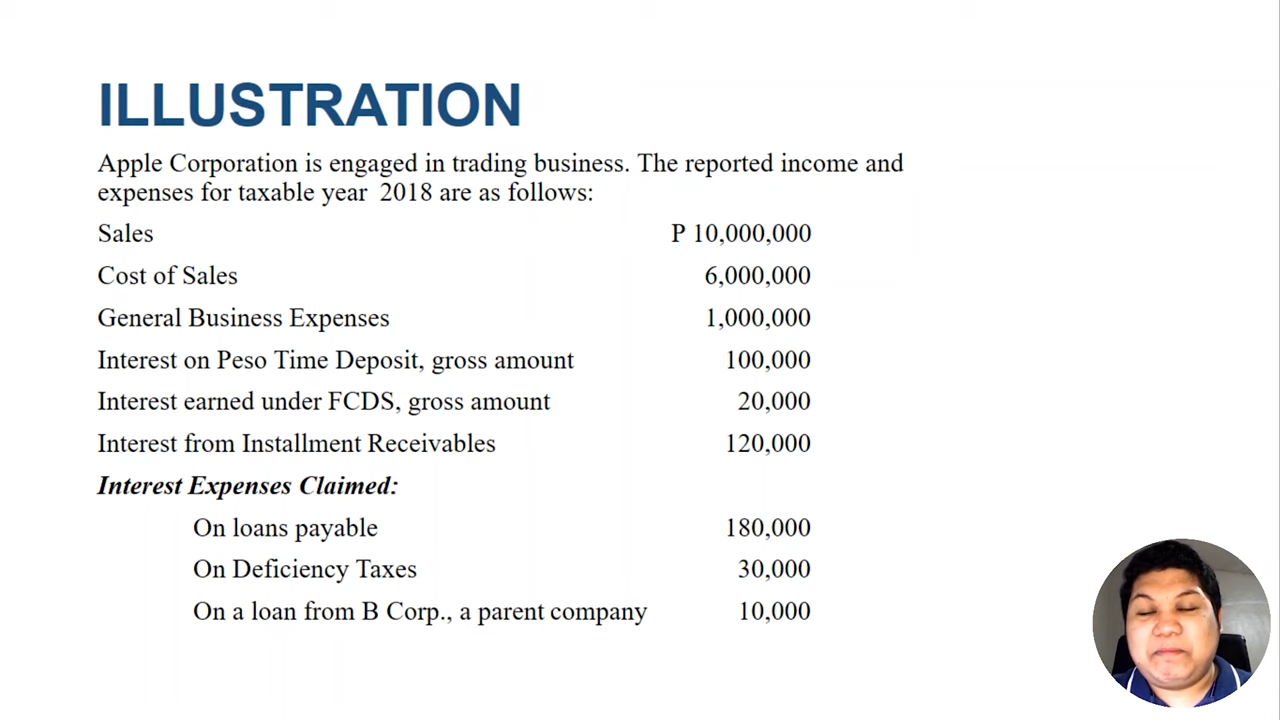 ILLUSTRATION
Apple Corporation is engaged in trading business. The reported income and
expenses for taxable year 2018 are as follows:
Sales P 10,000,000
Cost of Sales 6,000,000
General Business Expenses 1,000,000
Interest on Peso Time Deposit, gross amount 100,000
Interest earned under FCDS, gross amount 20,000
Interest from Installment Receivables 120,000
Interest Expenses Claimed:
On loans payable 180,000
On Deficiency Taxes 30,000
On a loan from B Corp., a parent company 10,000